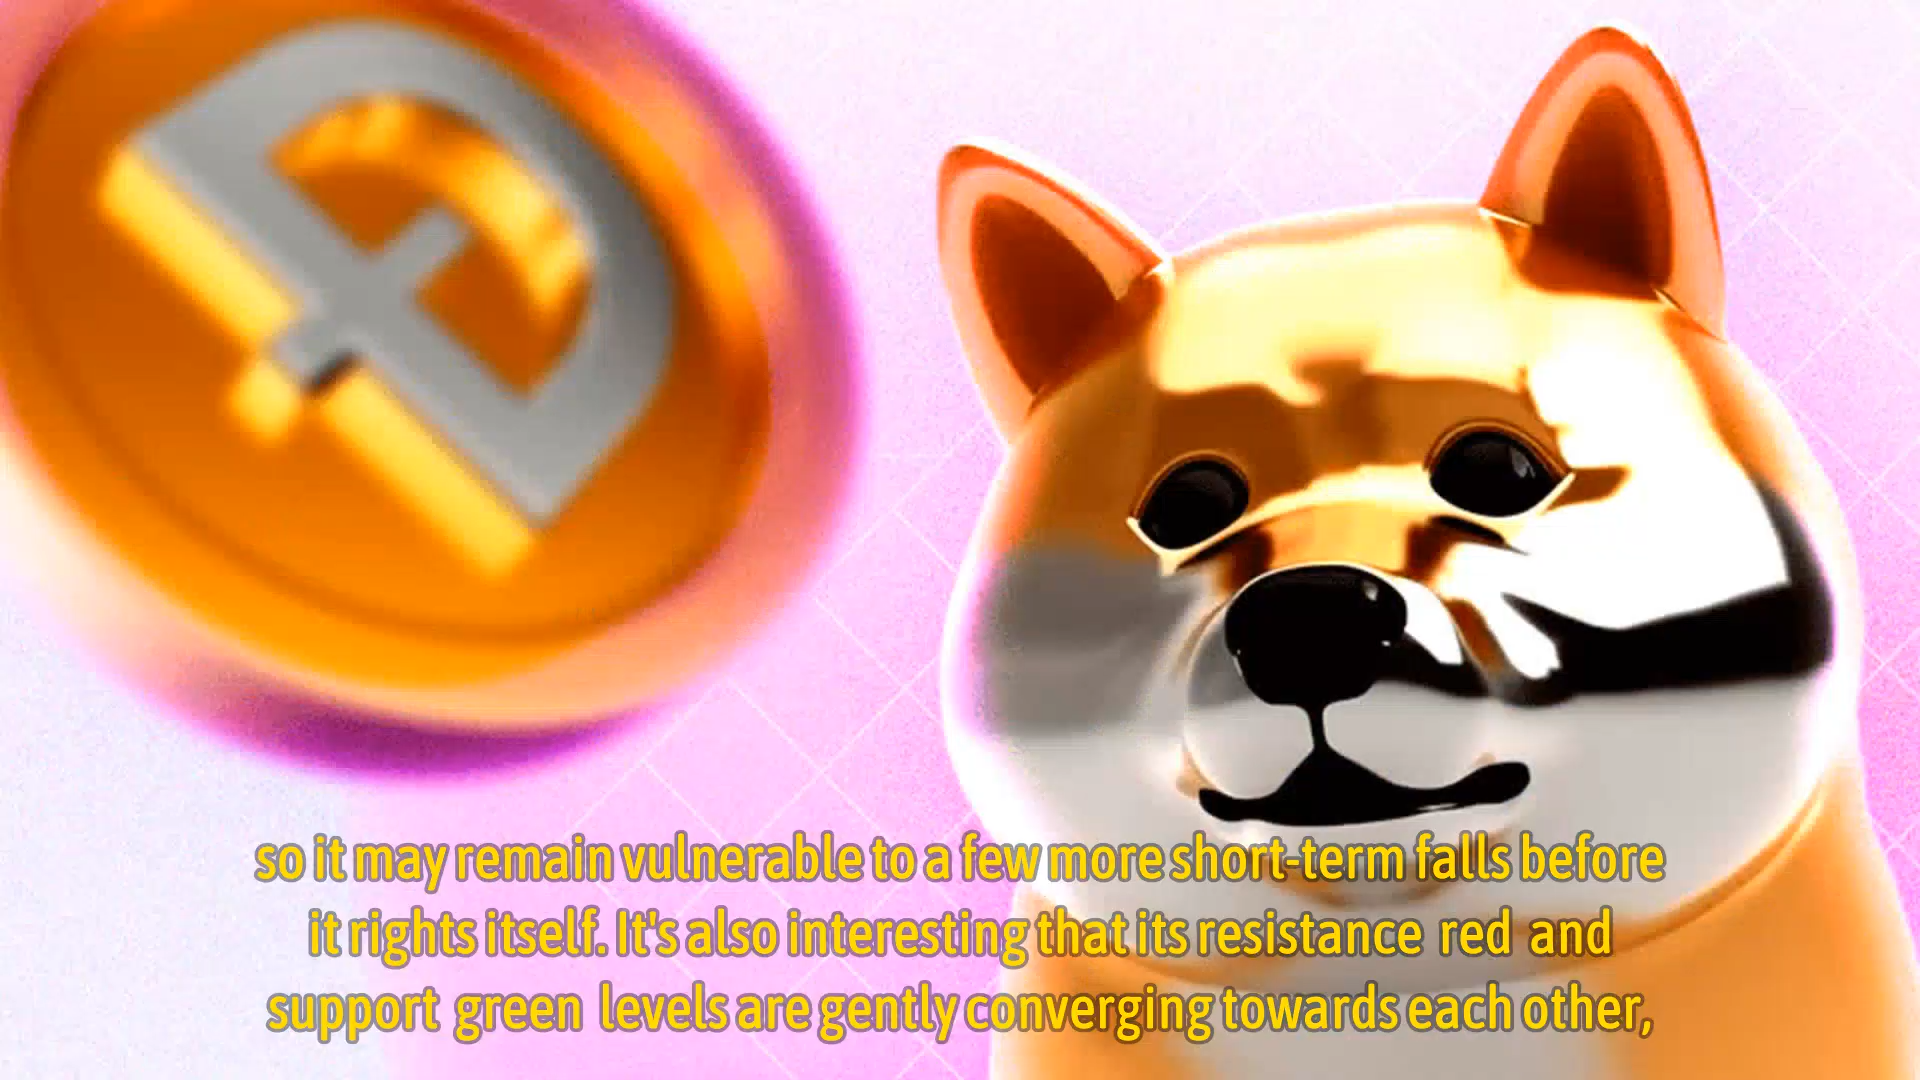 so it may remain vulnerable to a few more short-term falls before
it rights itself. It's also interesting that its resistance red and
support green levels are gently converging towards each other,